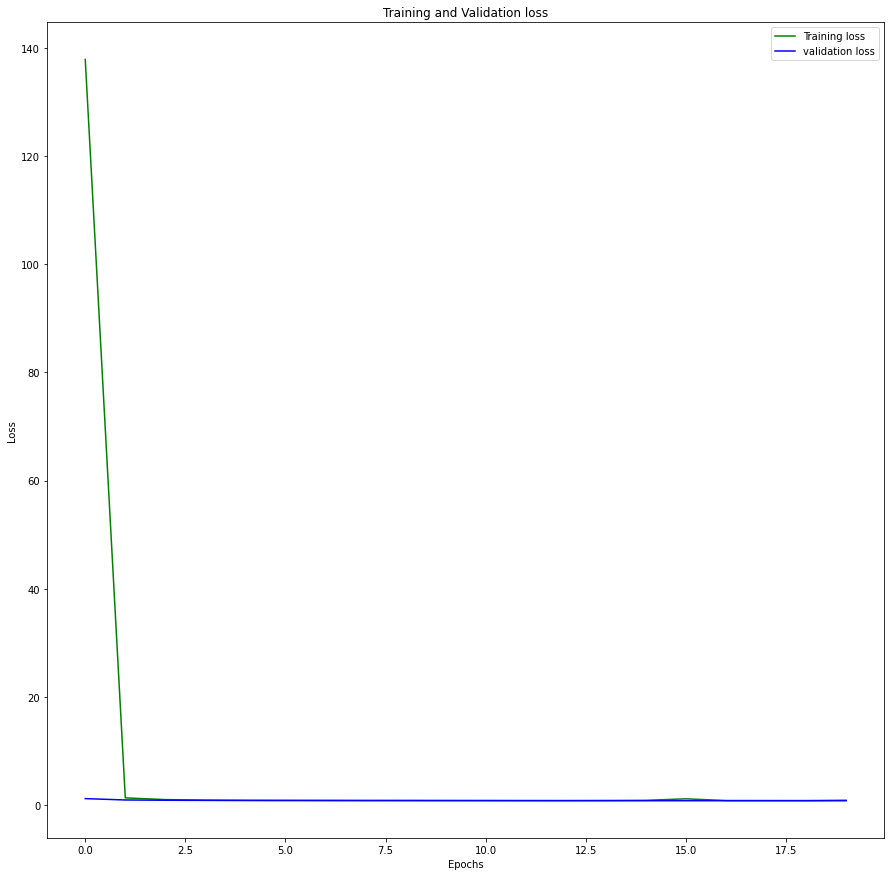 Training and Validation loss
Training loss
validation loss
140
120
100
80
60
40
20
0
Loss
0.0 2.5 5.0 7.5 10.0 12.5 15.0 17.5
Epochs